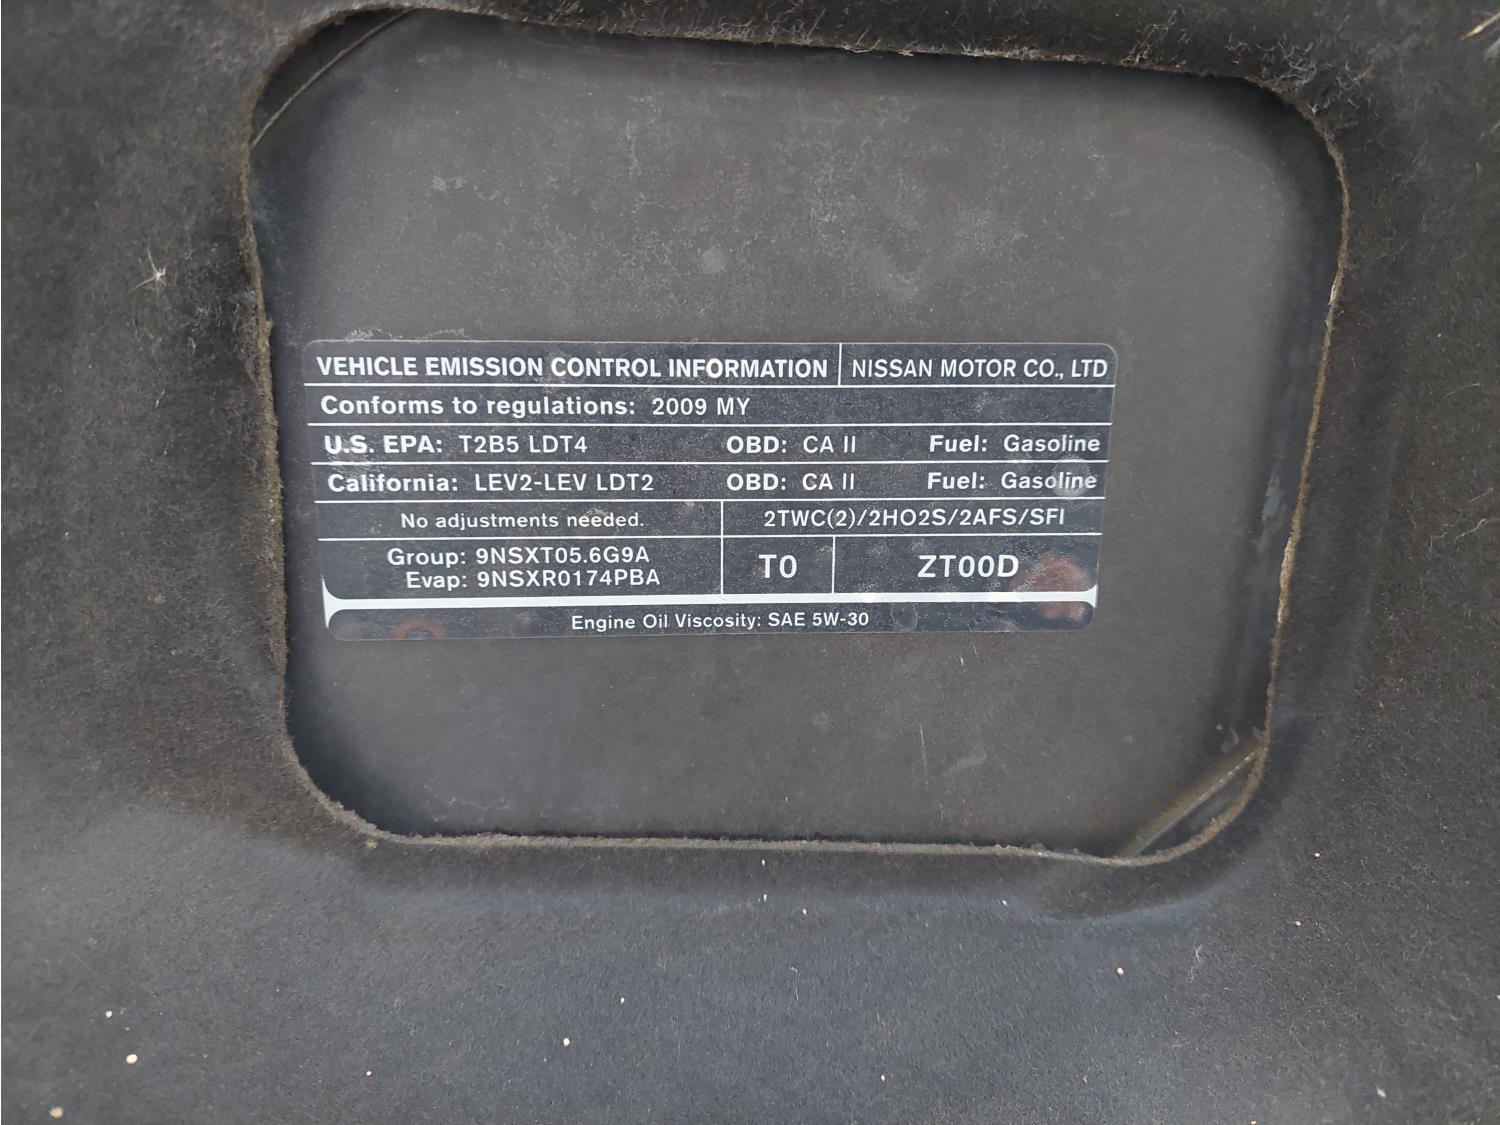 VEHICLE EMISSION CONTROL INFORMATION NISSAN MOTOR CO., LTD
Conforms to regulations: 2009 MY
U.S. EPA: T2B5 LDT4 OBD: CA II Fuel: Gasoline
California: LEV2-LEV LDT2 OBD: CA II Fuel: Gasoline
No adjustments needed. 2TWC(2)/2HO2S/2AFS/SFI
Group: 9NSXT05.6G9A
Evap: 9NSXR0174PBA
T0 ZT00D
Engine Oil Viscosity: SAE 5W-30